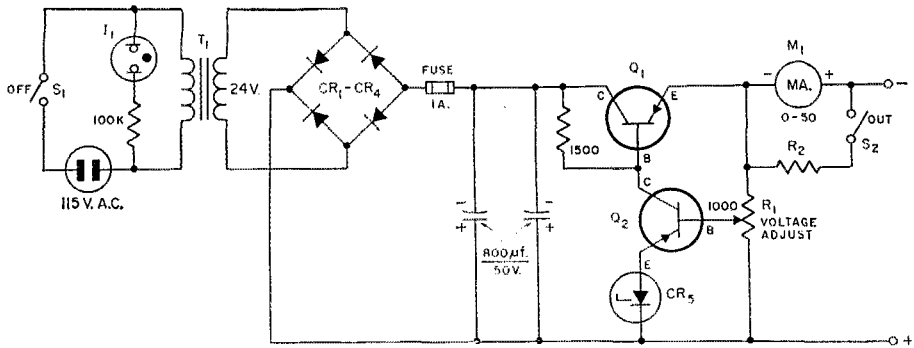 I₁
T₁
OFF
S₁
100K
115 V. A.C.
24V.
CR₁-CR₄
FUSE
1A.
-
+
-
+
800µf.
50V.
1500
Q₁
C
E
B
C
Q₂
B
E
CR₅
M₁
-
+
MA.
0-50
-
OUT
S₂
R₂
1000
R₁
VOLTAGE
ADJUST
+